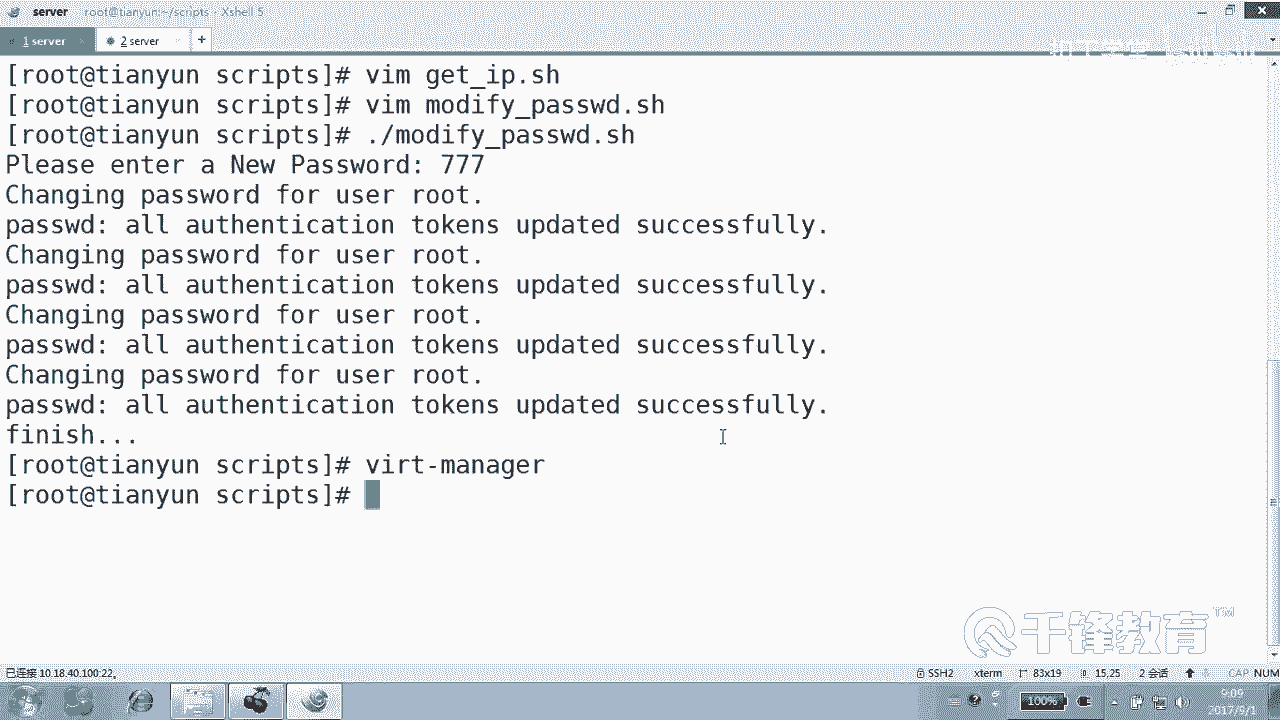 server root@tianyun:~/scripts - Xshell 5
1 server
2 server
+
[root@tianyun scripts]# vim get_ip.sh
[root@tianyun scripts]# vim modify_passwd.sh
[root@tianyun scripts]# ./modify_passwd.sh
Please enter a New Password: 777
Changing password for user root.
passwd: all authentication tokens updated successfully.
Changing password for user root.
passwd: all authentication tokens updated successfully.
Changing password for user root.
passwd: all authentication tokens updated successfully.
Changing password for user root.
passwd: all authentication tokens updated successfully.
finish...
[root@tianyun scripts]# virt-manager
[root@tianyun scripts]#
千锋教育™
已连接 10.18.40.100:22。
SSH2 xterm 83x19 15,25 2 会话 CAP NUM
100%
9:09
2017/9/1